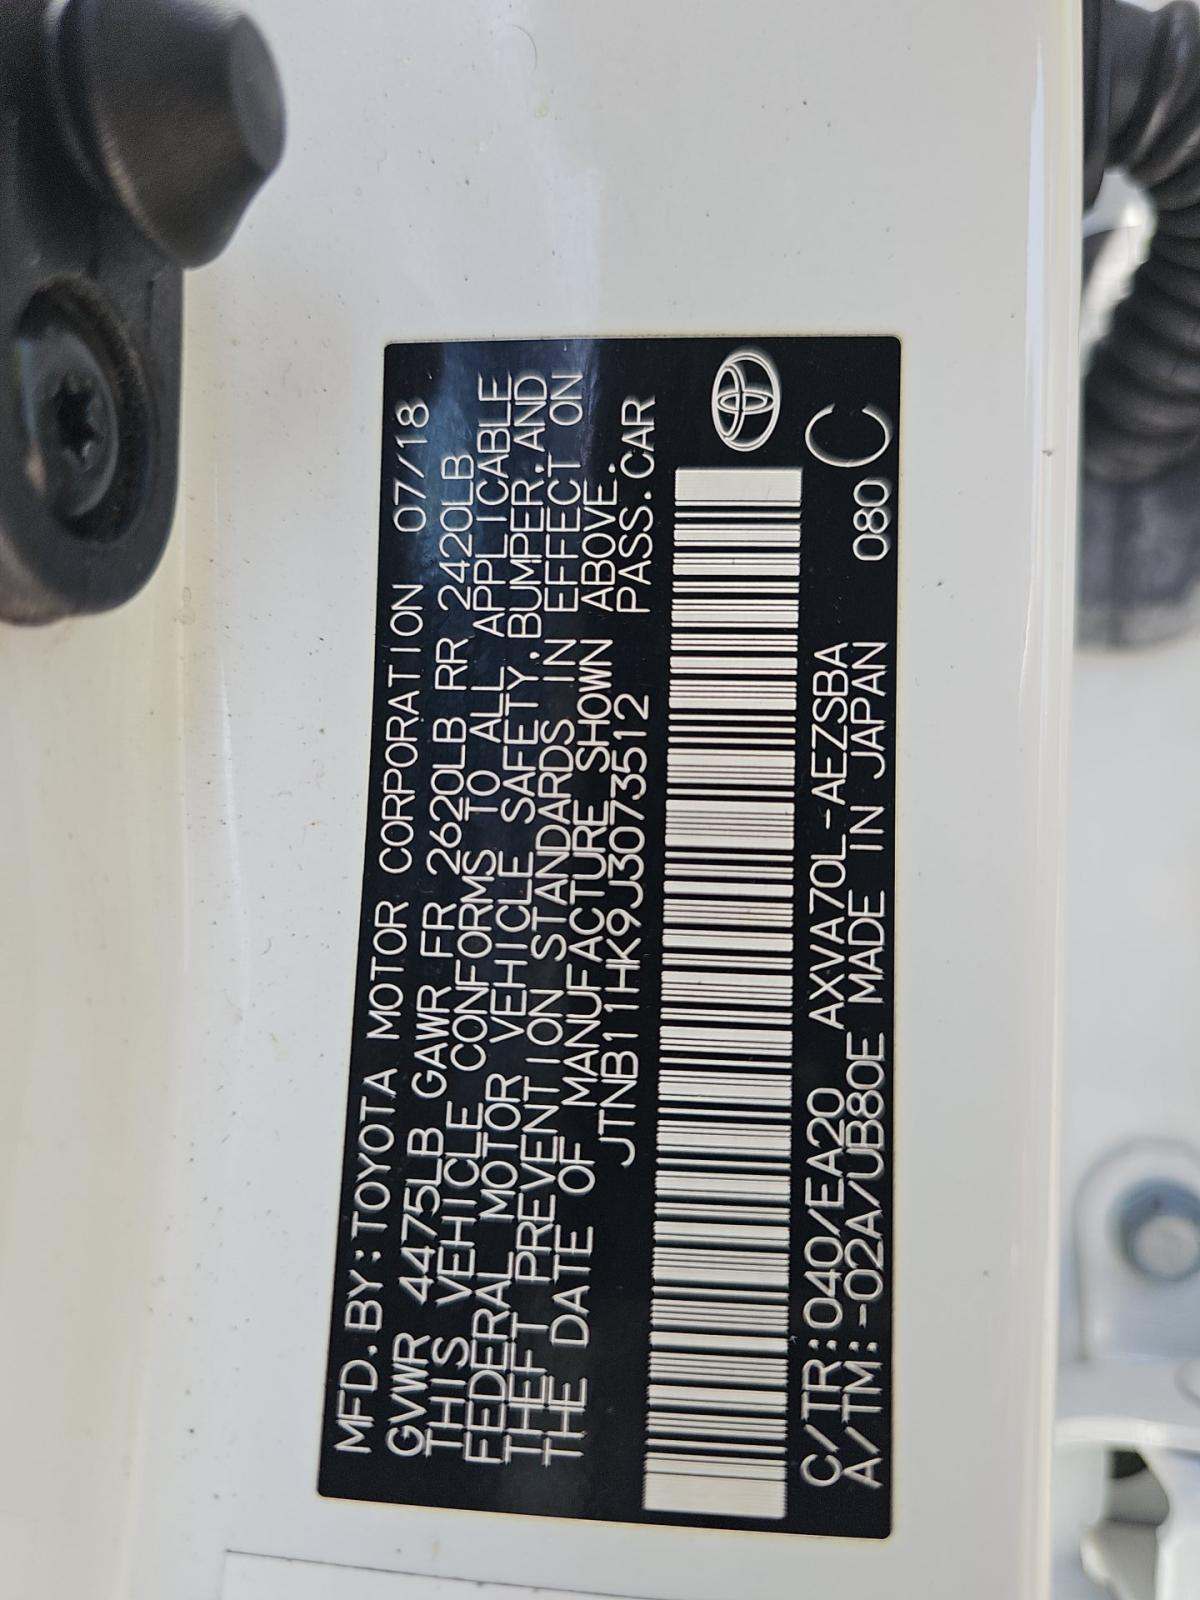 MFD.BY:TOYOTA MOTOR CORPORATION 07/18
GVWR 4475LB GAWR FR 2620LB RR 2420LB
THIS VEHICLE CONFORMS TO ALL APPLICABLE
FEDERAL MOTOR VEHICLE SAFETY,BUMPER,AND
THEFT PREVENTION STANDARDS IN EFFECT ON
THE DATE OF MANUFACTURE SHOWN ABOVE.
JTNB11HK9J3073512 PASS.CAR
C/TR:040/EA20 AXVA70L-AEZSBA
A/TM:-02A/UB80E MADE IN JAPAN
080 C